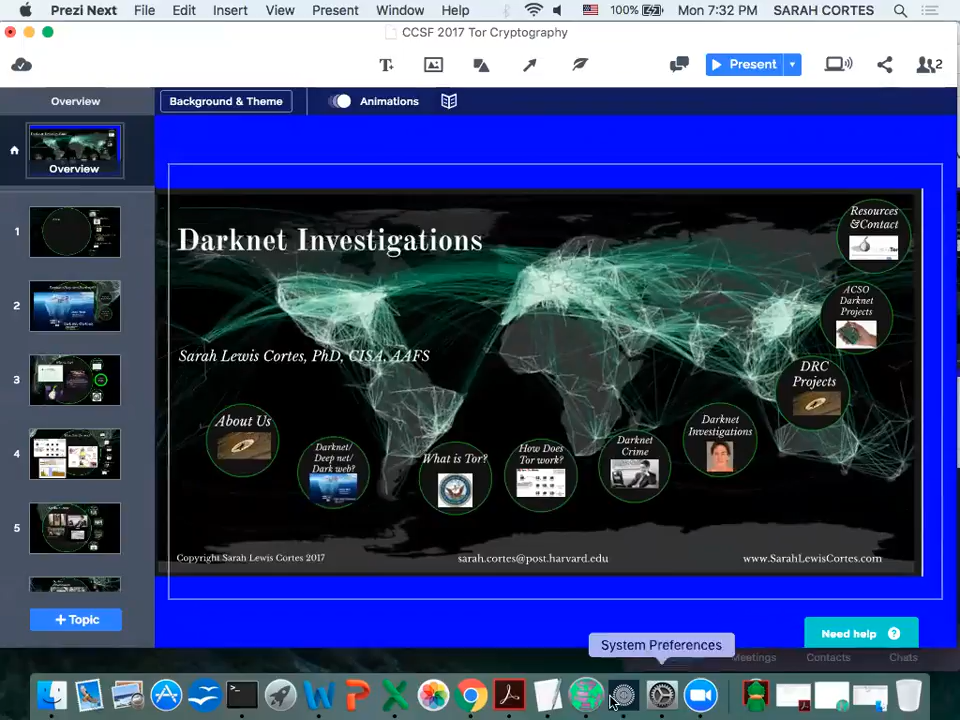 Prezi Next File Edit Insert View Present Window Help 100% Mon 7:32 PM SARAH CORTES
CCSF 2017 Tor Cryptography
T+ Present 2
Overview Background & Theme Animations
Overview
1
2
3
4
5
+ Topic
Darknet Investigations
Sarah Lewis Cortes, PhD, CISA, AAFS
About Us
Darknet/
Deep net/
Dark web?
What is Tor?
How Does
Tor work?
Darknet
Crime
Darknet
Investigations
DRC
Projects
ACSO
Darknet
Projects
Resources
&Contact
Copyright Sarah Lewis Cortes 2017 sarah.cortes@post.harvard.edu www.SarahLewisCortes.com
Need help ?
System Preferences
Meetings Contacts Chats